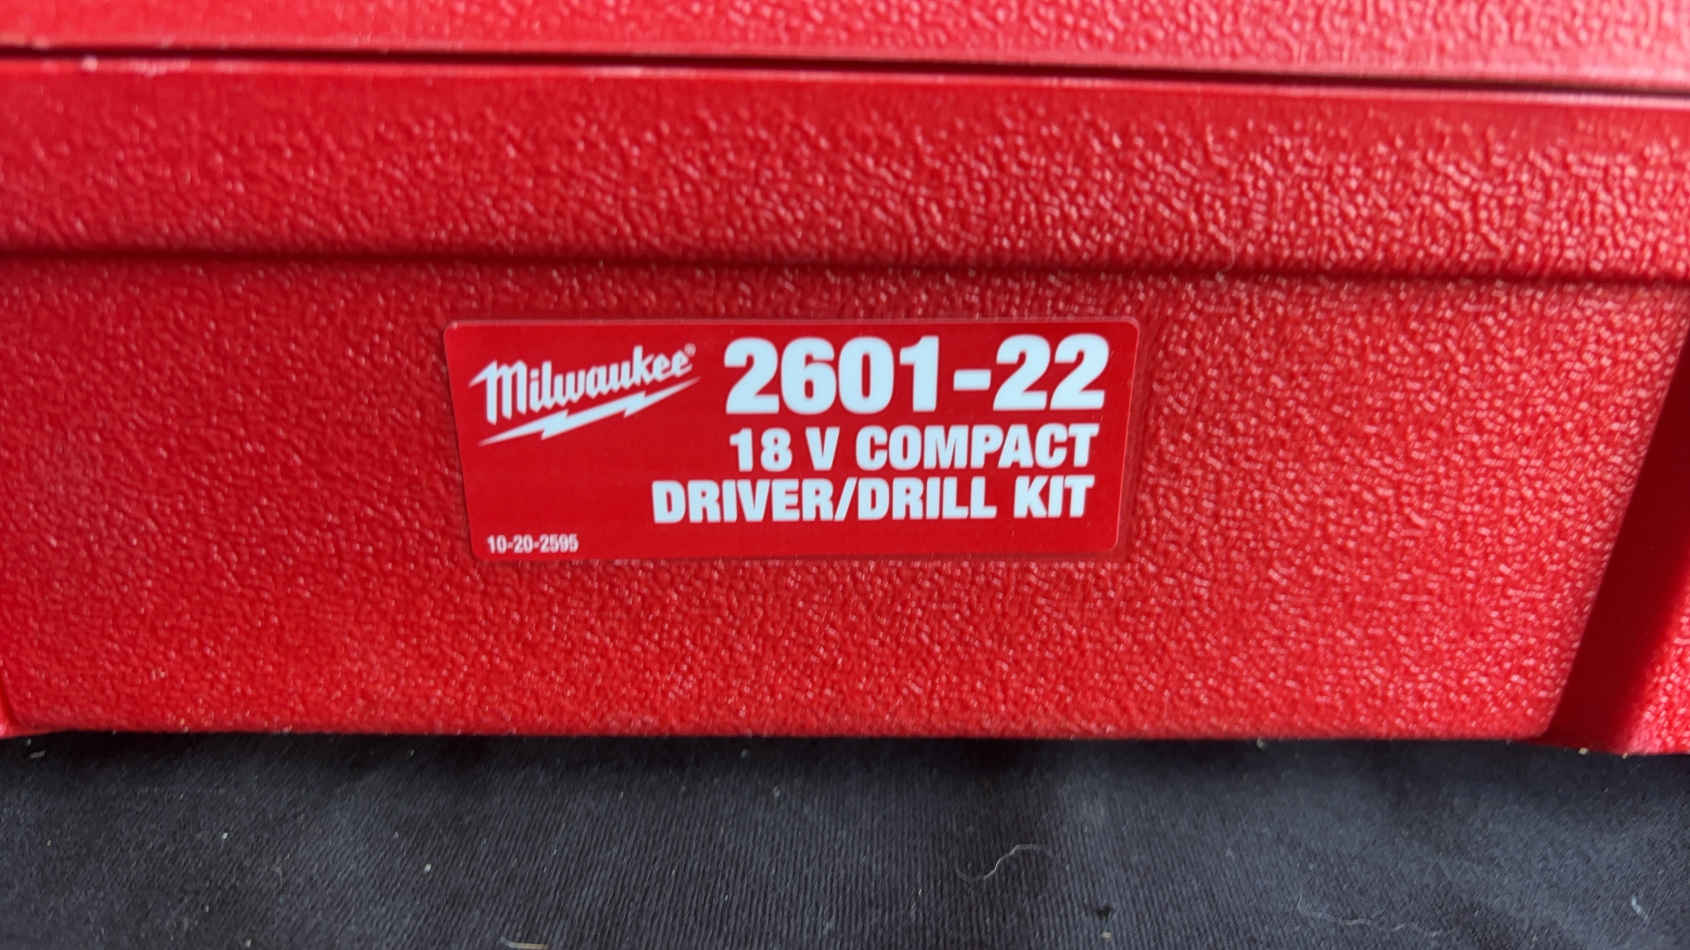 Milwaukee®
2601-22
18 V COMPACT
DRIVER/DRILL KIT
10-20-2595